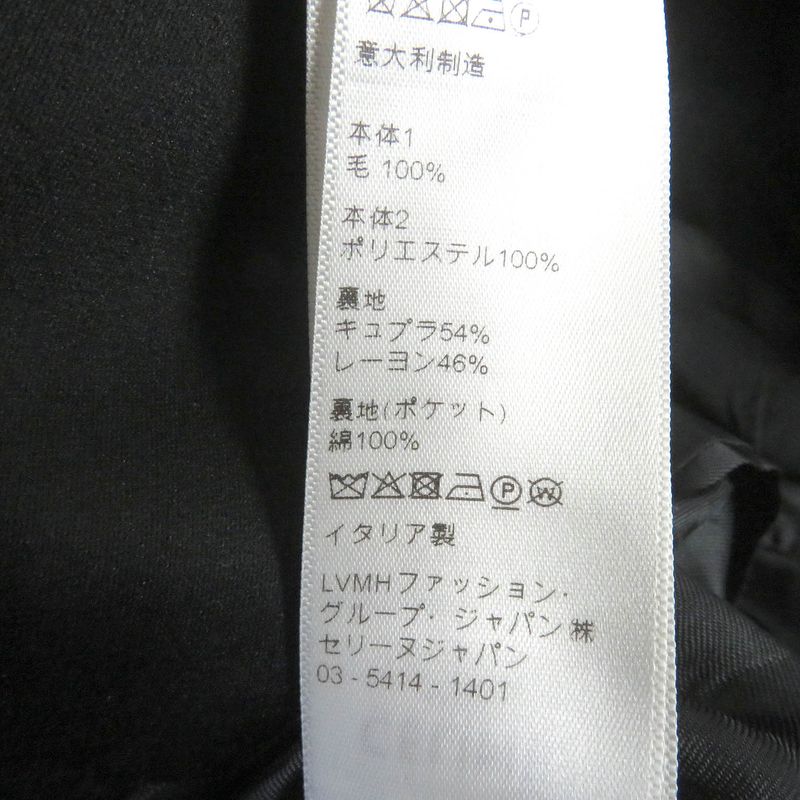 P
意大利制造
本体1
毛 100%
本体2
ポリエステル100%
裏地
キュプラ54%
レーヨン46%
裏地(ポケット)
綿100%
P W
イタリア製
LVMHファッション・
グループ・ジャパン㈱
セリーヌジャパン
03 - 5414 - 1401